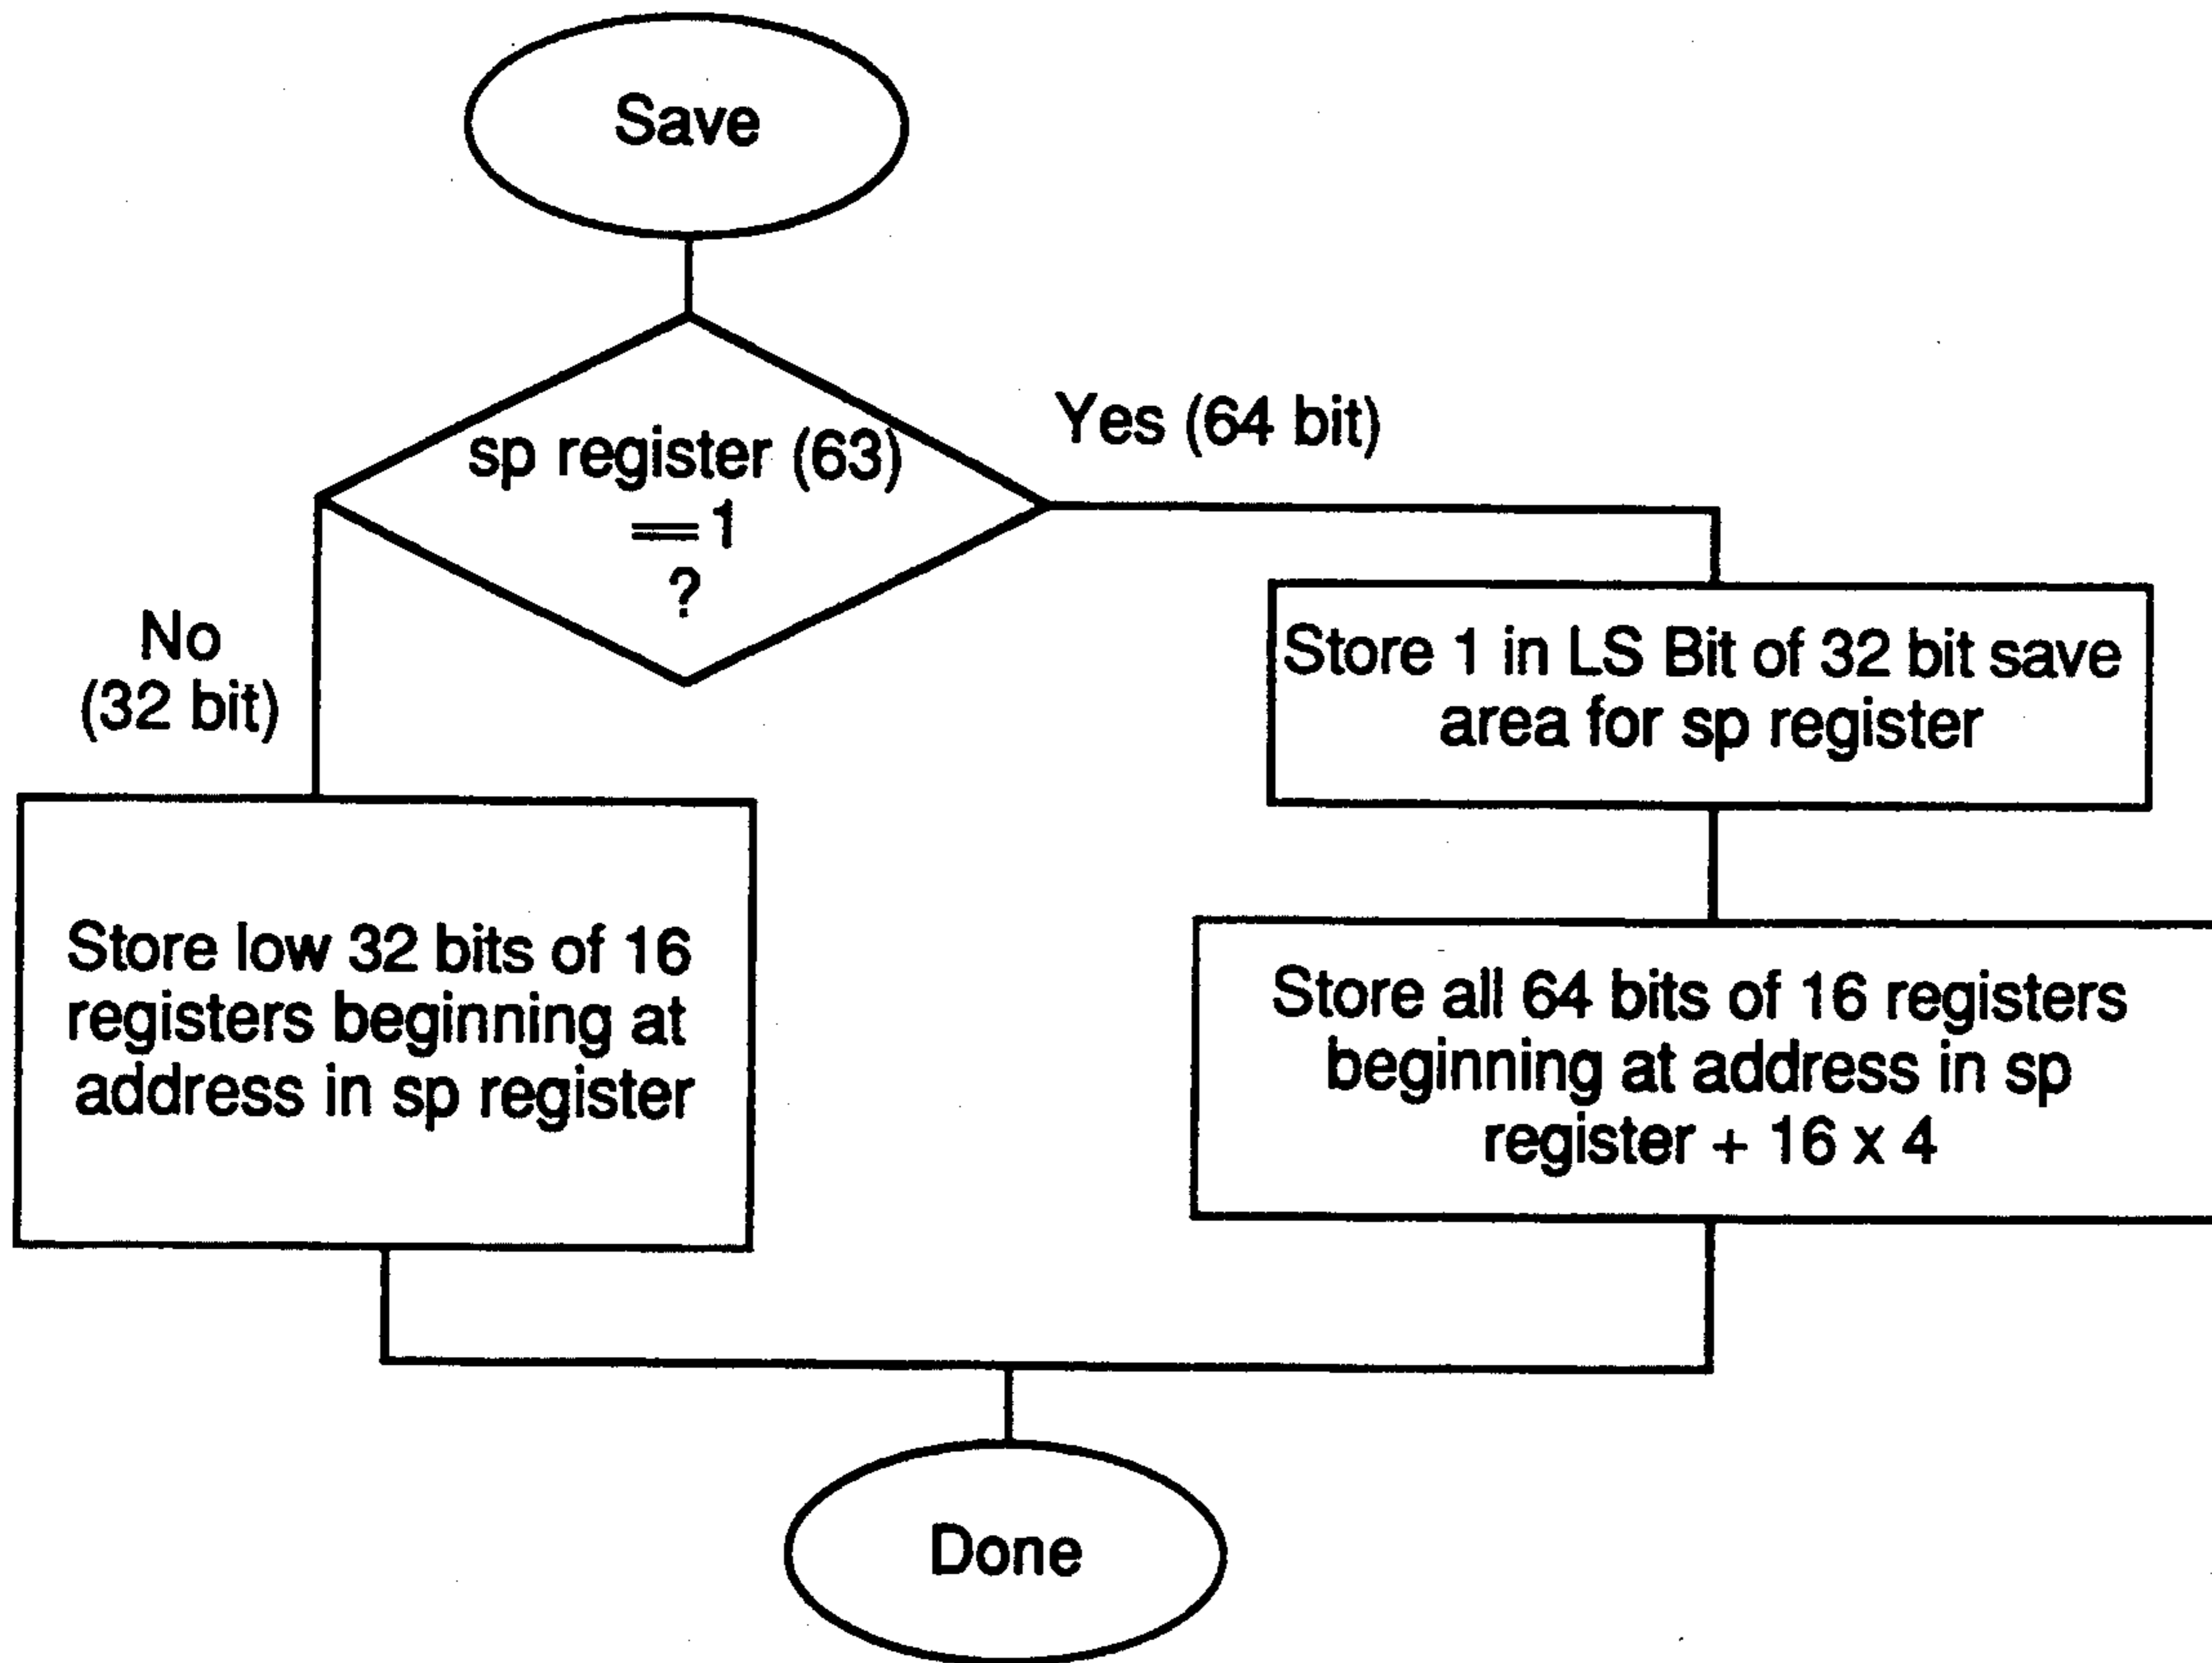 Save
sp register (63)
== 1
?
Yes (64 bit)
No
(32 bit)
Store 1 in LS Bit of 32 bit save
area for sp register
Store low 32 bits of 16
registers beginning at
address in sp register
Store all 64 bits of 16 registers
beginning at address in sp
register + 16 x 4
Done